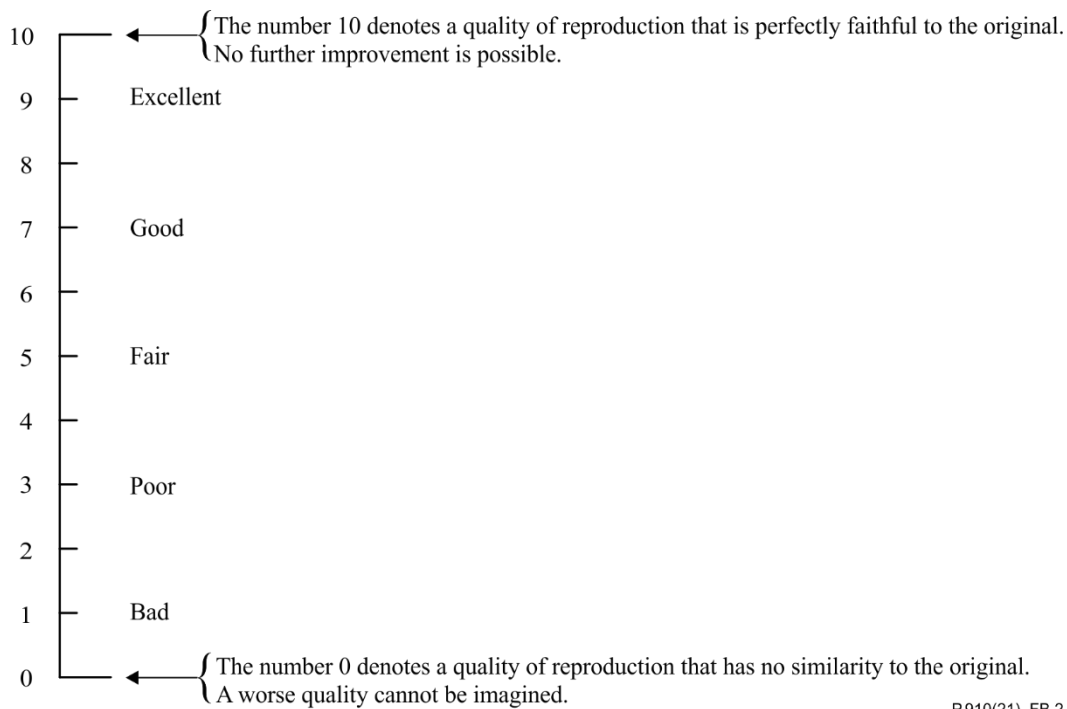 10 The number 10 denotes a quality of reproduction that is perfectly faithful to the original.
No further improvement is possible.
9 Excellent
8
7 Good
6
5 Fair
4
3 Poor
2
1 Bad
0 The number 0 denotes a quality of reproduction that has no similarity to the original.
A worse quality cannot be imagined.